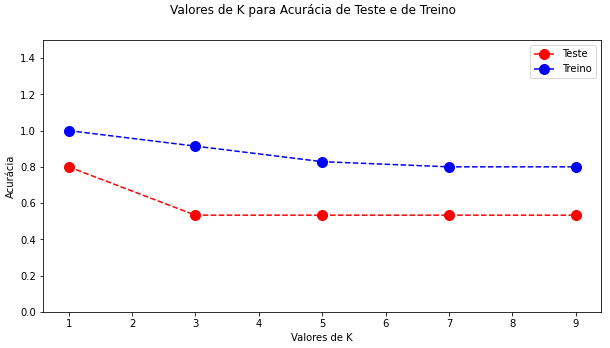 Valores de K para Acurácia de Teste e de Treino
1.4
1.2
1.0
0.8
0.6
0.4
0.2
0.0
Acurácia
Teste
Treino
1 2 3 4 5 6 7 8 9
Valores de K